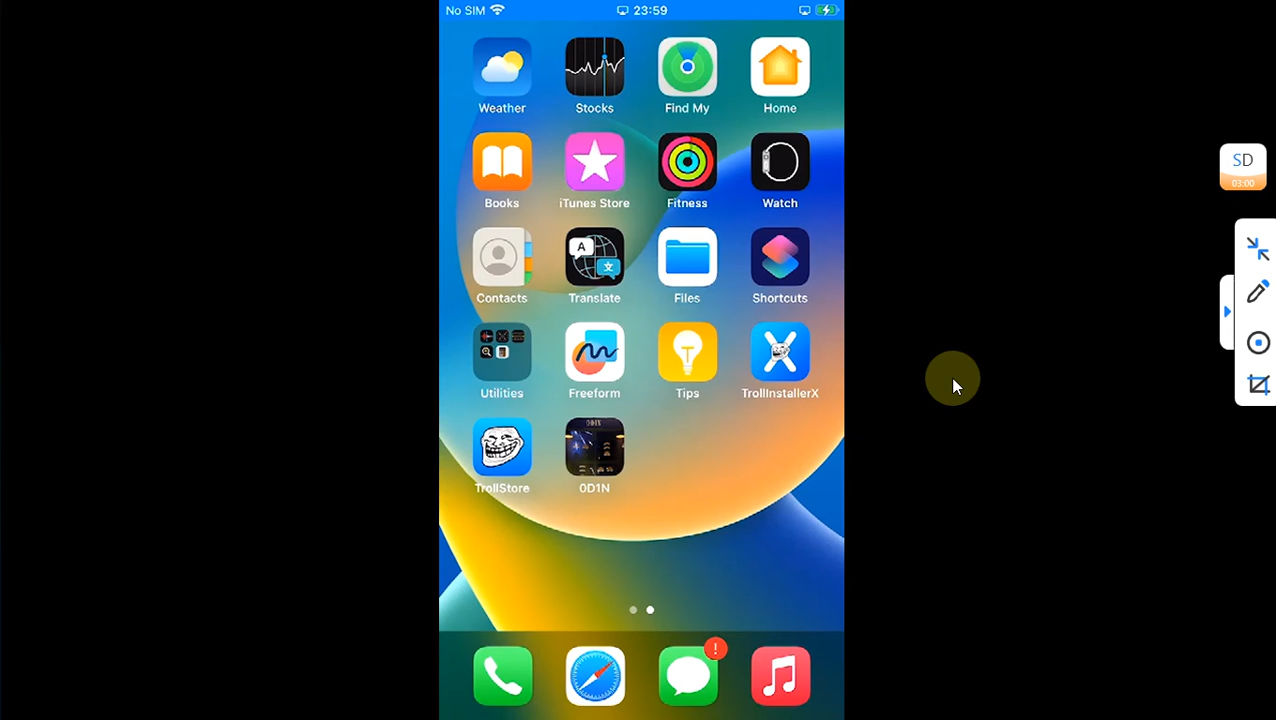 No SIM 23:59
Weather Stocks Find My Home
Books iTunes Store Fitness Watch
A
文
Contacts Translate Files Shortcuts
Utilities Freeform Tips TrollInstallerX
TrollStore 0D1N
!
SD
03:00